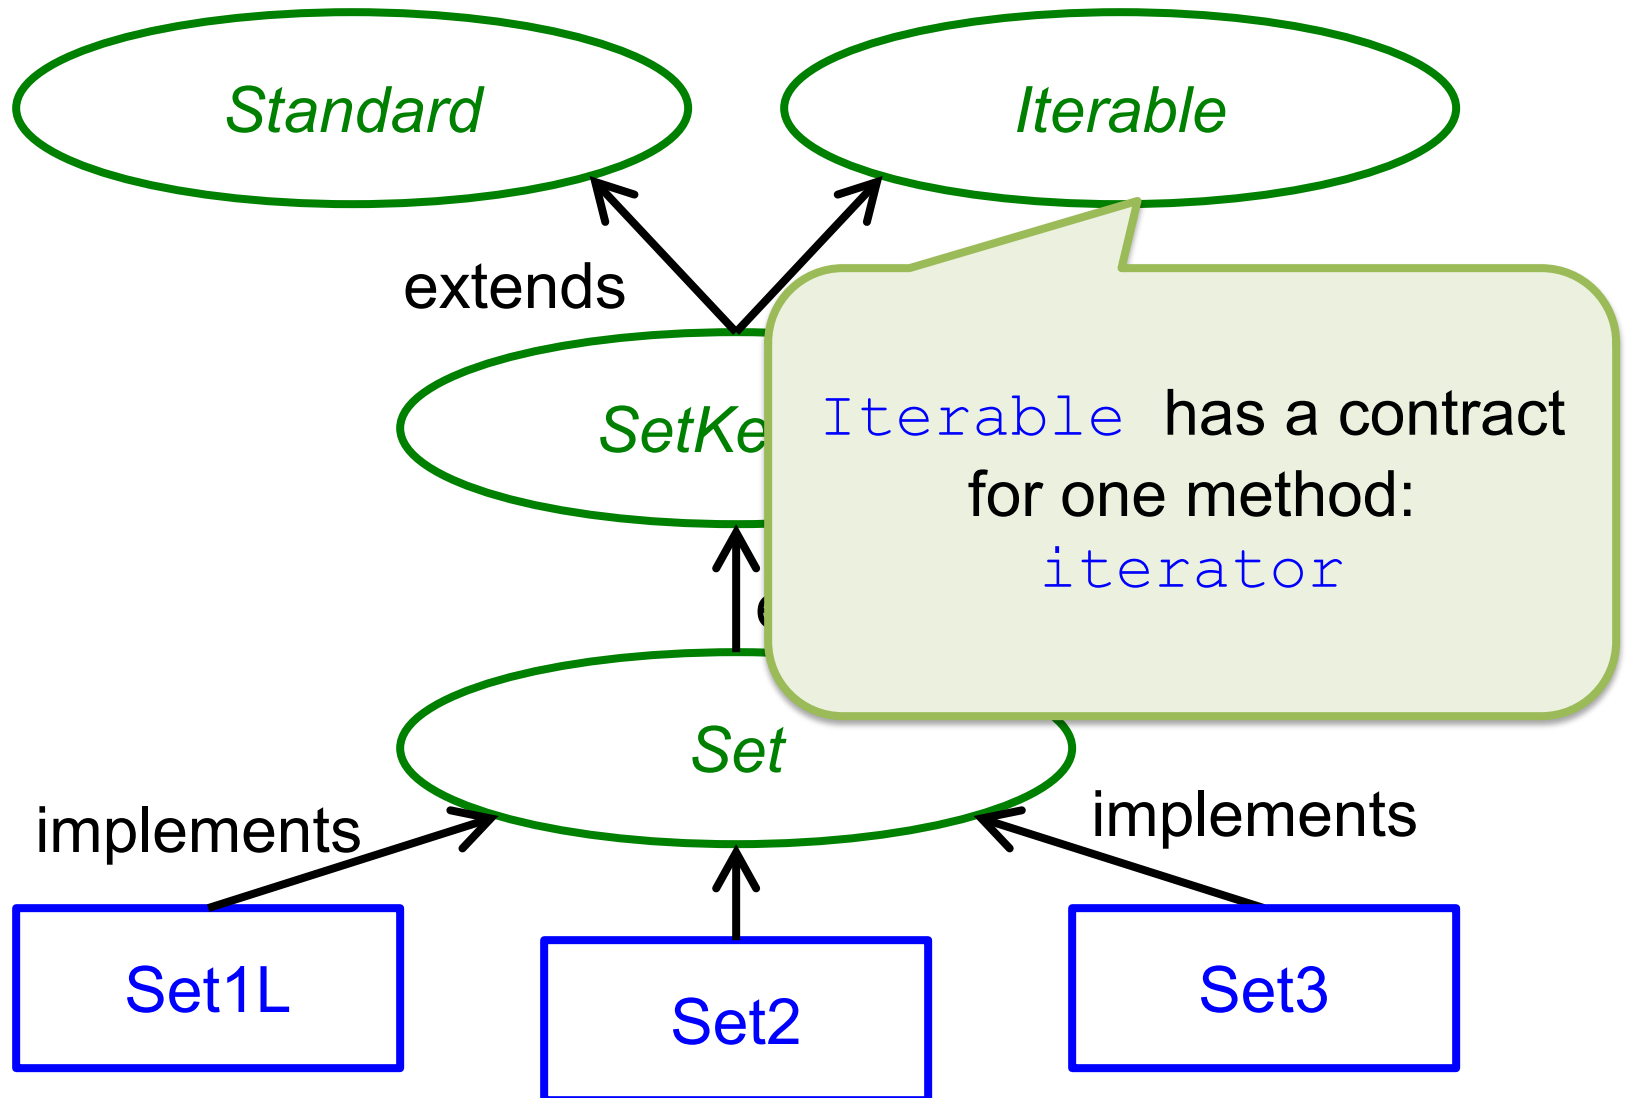 Standard
Iterable
extends
SetKe
Iterable has a contract
for one method:
iterator
Set
implements
implements
Set1L
Set2
Set3